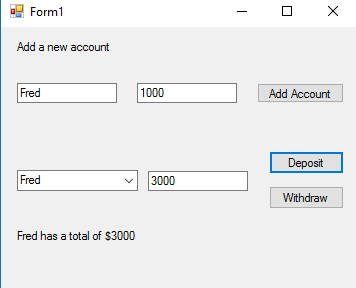 Form1
Add a new account
Fred 1000 Add Account
Deposit
Fred 3000
Withdraw
Fred has a total of $3000